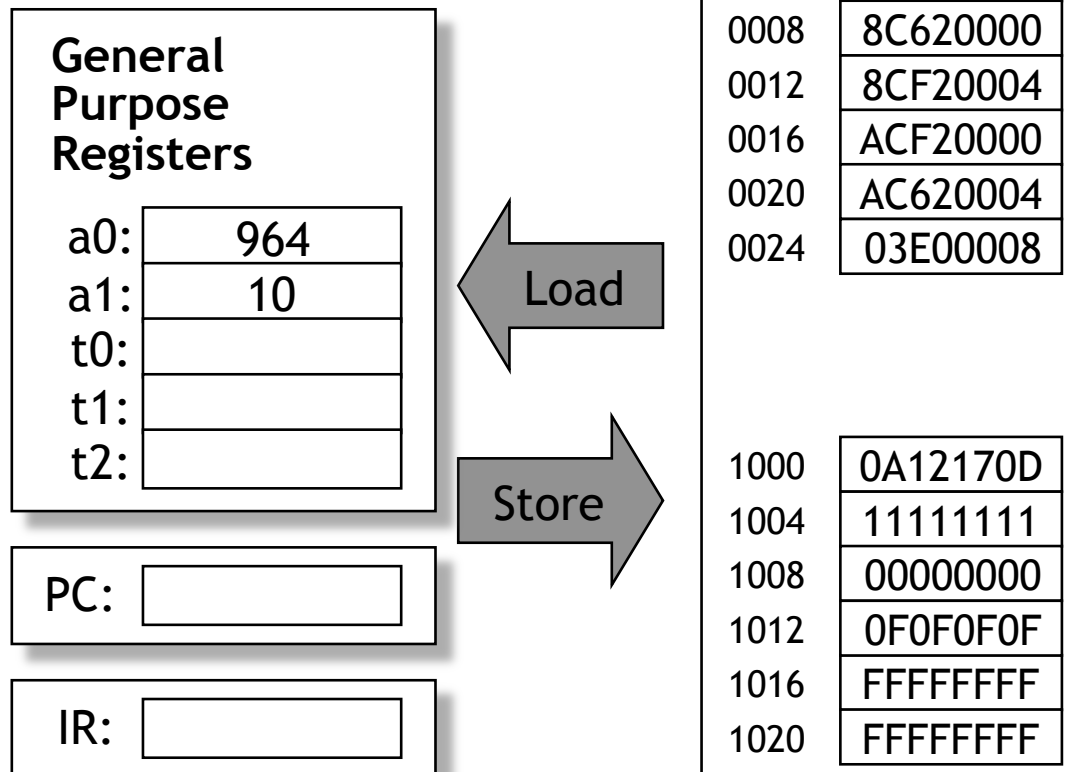 General
Purpose
Registers
a0: 964
a1: 10
t0:
t1:
t2:
PC:
IR:
Load
Store
0008 8C620000
0012 8CF20004
0016 ACF20000
0020 AC620004
0024 03E00008
1000 0A12170D
1004 11111111
1008 00000000
1012 0F0F0F0F
1016 FFFFFFFF
1020 FFFFFFFF